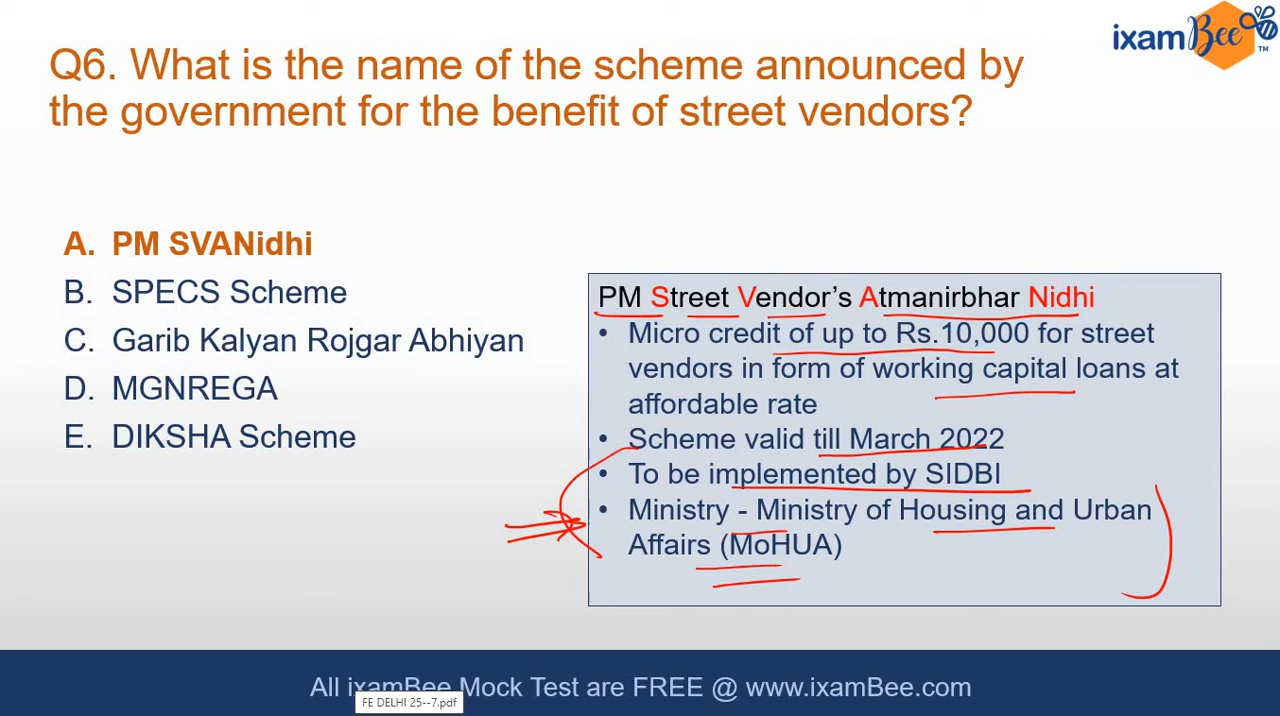 ixamBee
TM
Q6. What is the name of the scheme announced by
the government for the benefit of street vendors?
A. PM SVANidhi
B. SPECS Scheme
C. Garib Kalyan Rojgar Abhiyan
D. MGNREGA
E. DIKSHA Scheme
PM Street Vendor’s Atmanirbhar Nidhi
• Micro credit of up to Rs.10,000 for street
vendors in form of working capital loans at
affordable rate
• Scheme valid till March 2022
• To be implemented by SIDBI
• Ministry - Ministry of Housing and Urban
Affairs (MoHUA)
All ixamBee Mock Test are FREE @ www.ixamBee.com
FE DELHI 25--7.pdf